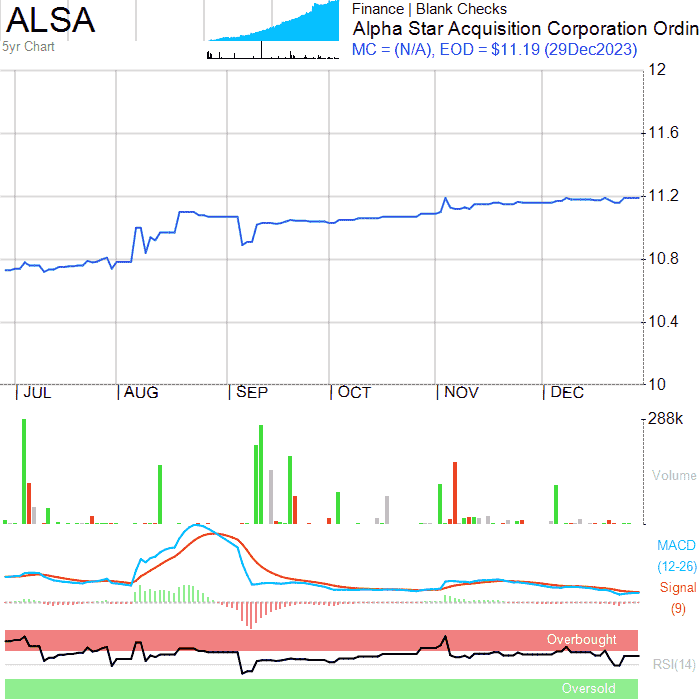 ALSA
5yr Chart
Finance | Blank Checks
Alpha Star Acquisition Corporation Ordin
MC = (N/A), EOD = $11.19 (29Dec2023)
12
11.6
11.2
10.8
10.4
10
JUL AUG SEP OCT NOV DEC
288k
Volume
MACD
(12-26)
Signal
(9)
Overbought
RSI(14)
Oversold